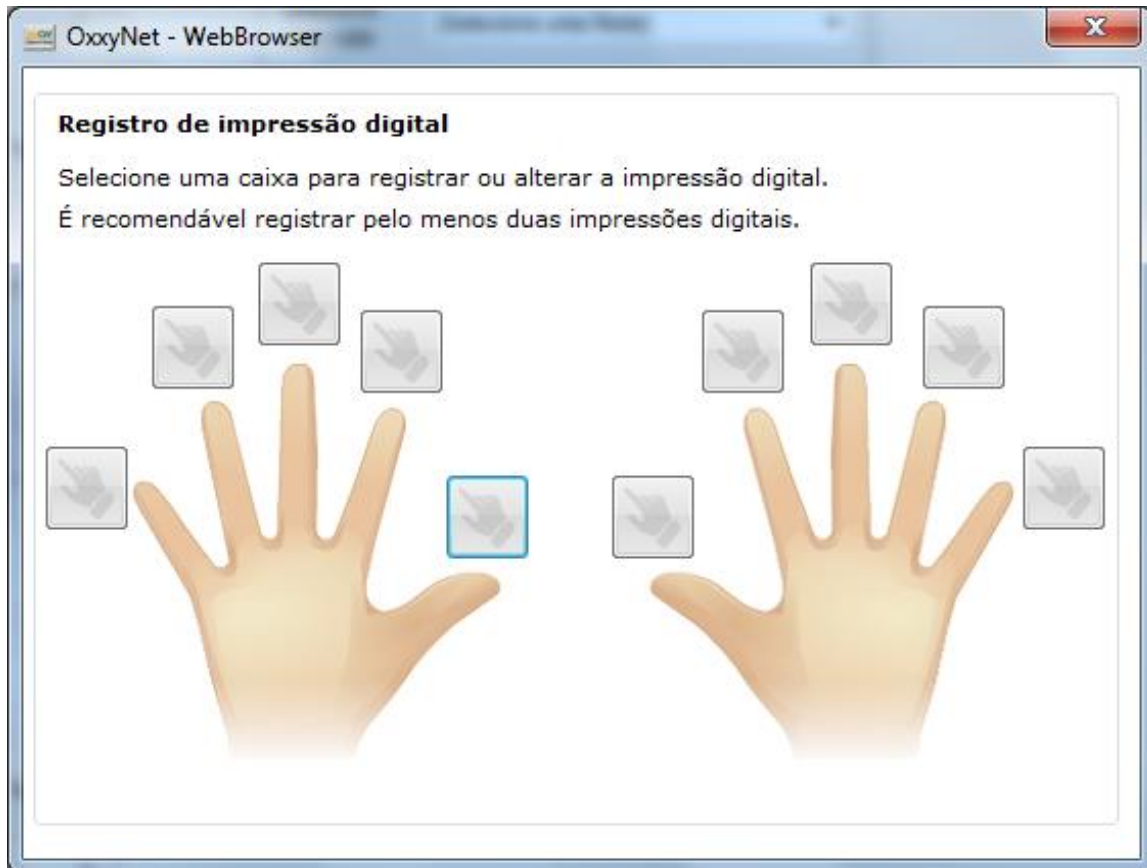 OxxyNet - WebBrowser
Registro de impressão digital
Selecione uma caixa para registrar ou alterar a impressão digital.
É recomendável registrar pelo menos duas impressões digitais.